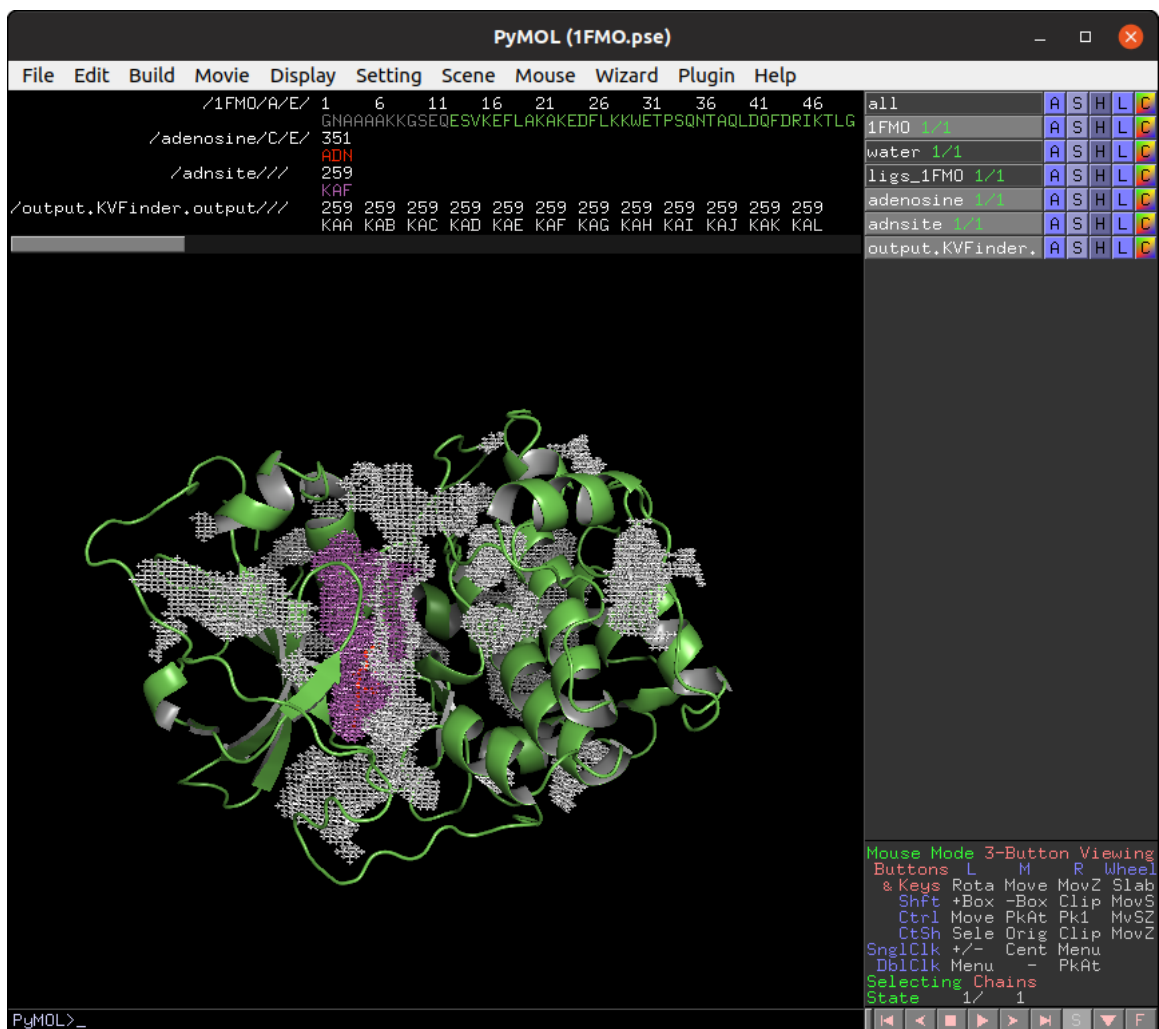 PyMOL (1FMO.pse)
File Edit Build Movie Display Setting Scene Mouse Wizard Plugin Help
/1FMO/A/E/ 1 6 11 16 21 26 31 36 41 46
GNAAAAKKGSEQESVKEFLAKAKEDFLKKWETPSQNTAQLDQFDRIKTLG
/adenosine/C/E/ 351
ADN
/adnsite/// 259
KAF
/output.KVFinder.output/// 259 259 259 259 259 259 259 259 259 259 259 259
KAA KAB KAC KAD KAE KAF KAG KAH KAI KAJ KAK KAL
all A S H L C
1FMO 1/1 A S H L C
water 1/1 A S H L C
ligs_1FMO 1/1 A S H L C
adenosine 1/1 A S H L C
adnsite 1/1 A S H L C
output.KVFinder. A S H L C
Mouse Mode 3-Button Viewing
Buttons L M R Wheel
& Keys Rota Move MovZ Slab
Shft +Box -Box Clip MovS
Ctrl Move PkAt Pk1 MvSZ
CtSh Sele Orig Clip MovZ
SnglClk +/- Cent Menu
DblClk Menu - PkAt
Selecting Chains
State 1/ 1
PyMOL>_
S F